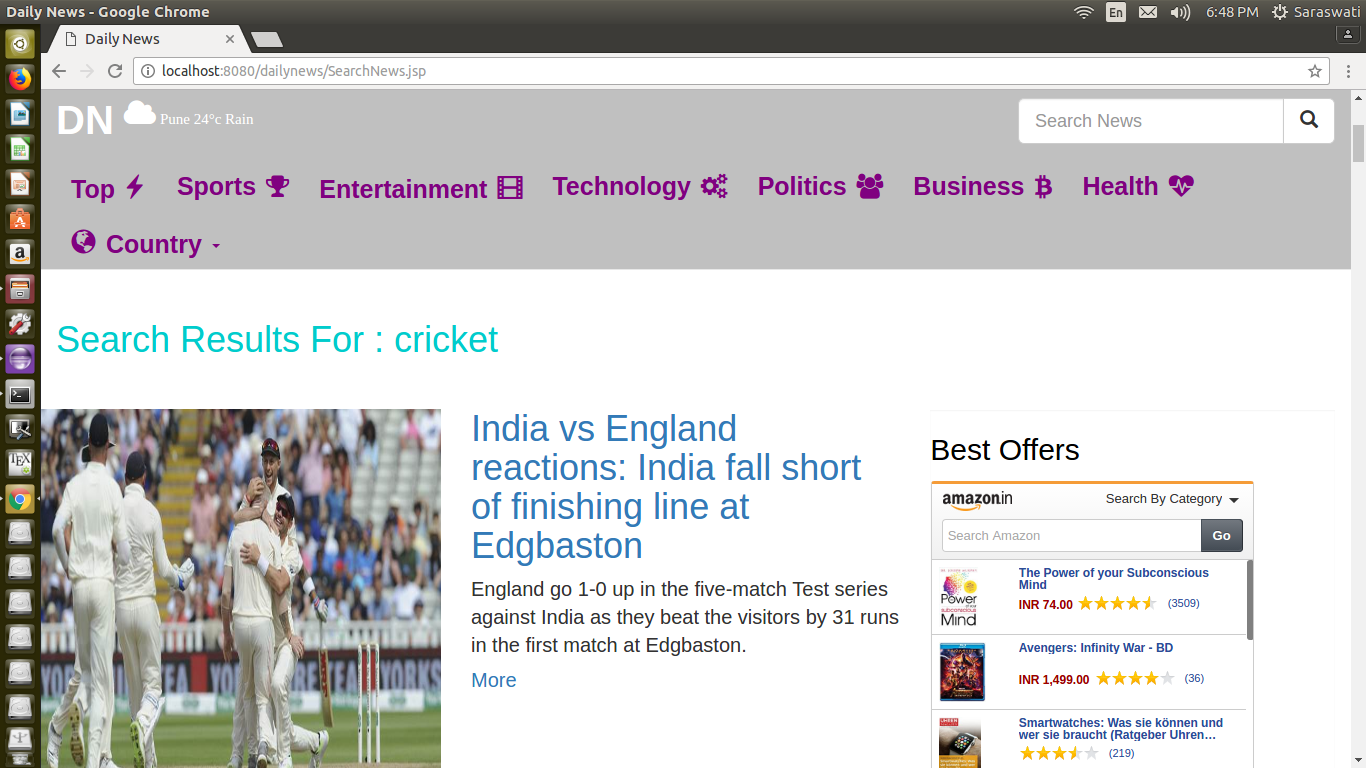 Daily News - Google Chrome
En
6:48 PM
Saraswati
Daily News
localhost:8080/dailynews/SearchNews.jsp
DN
Pune 24°c Rain
Search News
Top
Sports
Entertainment
Technology
Politics
Business
Health
Country
Search Results For : cricket
India vs England
reactions: India fall short
of finishing line at
Edgbaston
England go 1-0 up in the five-match Test series
against India as they beat the visitors by 31 runs
in the first match at Edgbaston.
More
YORKS
Best Offers
amazon.in
Search By Category
Search Amazon
Go
Power
of your
subconscious
Mind
The Power of your Subconscious
Mind
INR 74.00
(3509)
Avengers: Infinity War - BD
INR 1,499.00
(36)
Smartwatches: Was sie können und
wer sie braucht (Ratgeber Uhren…
(219)